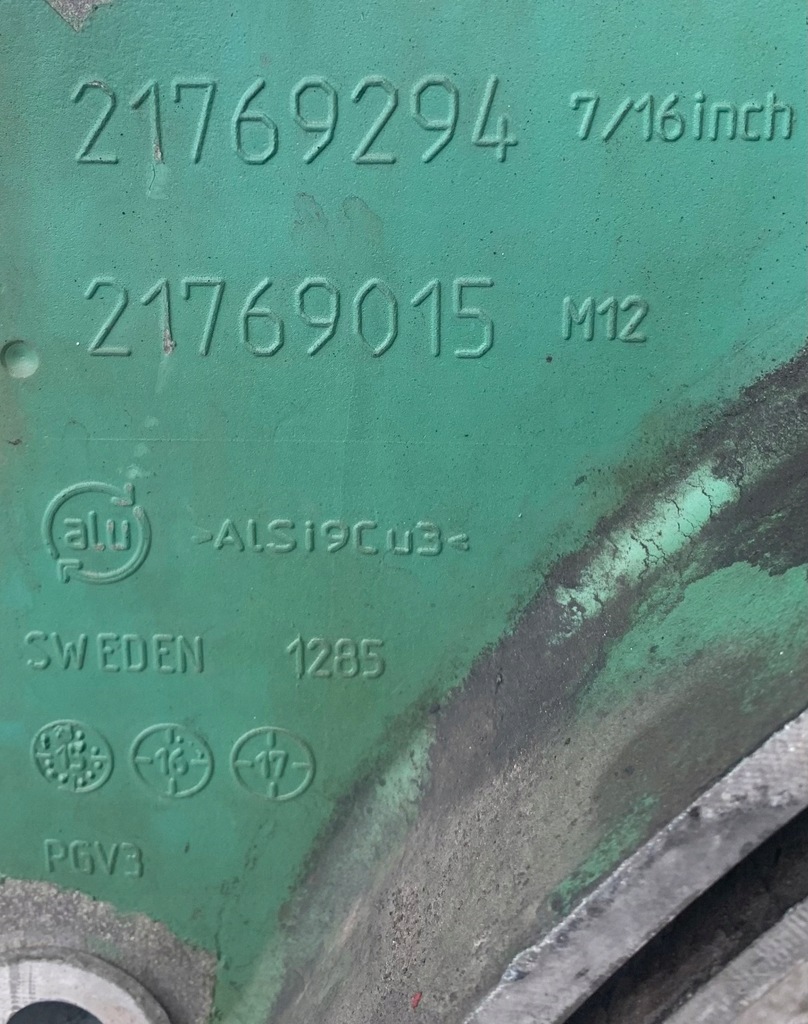 21769294 7/16inch
21769015 M12
alu >ALSi9Cu3<
SWEDEN 1285
15 16 17
PGV3